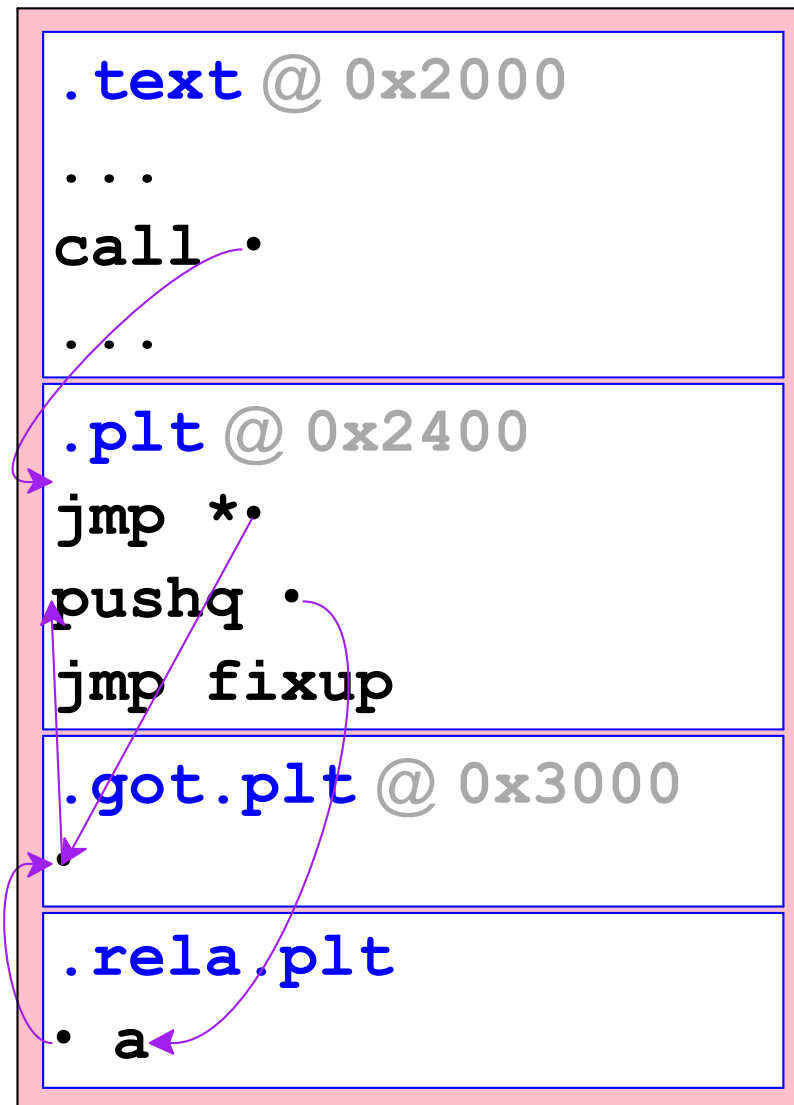 .text @ 0x2000
...
call •
...
.plt @ 0x2400
jmp *•
pushq •
jmp fixup
.got.plt @ 0x3000
•
.rela.plt
• a